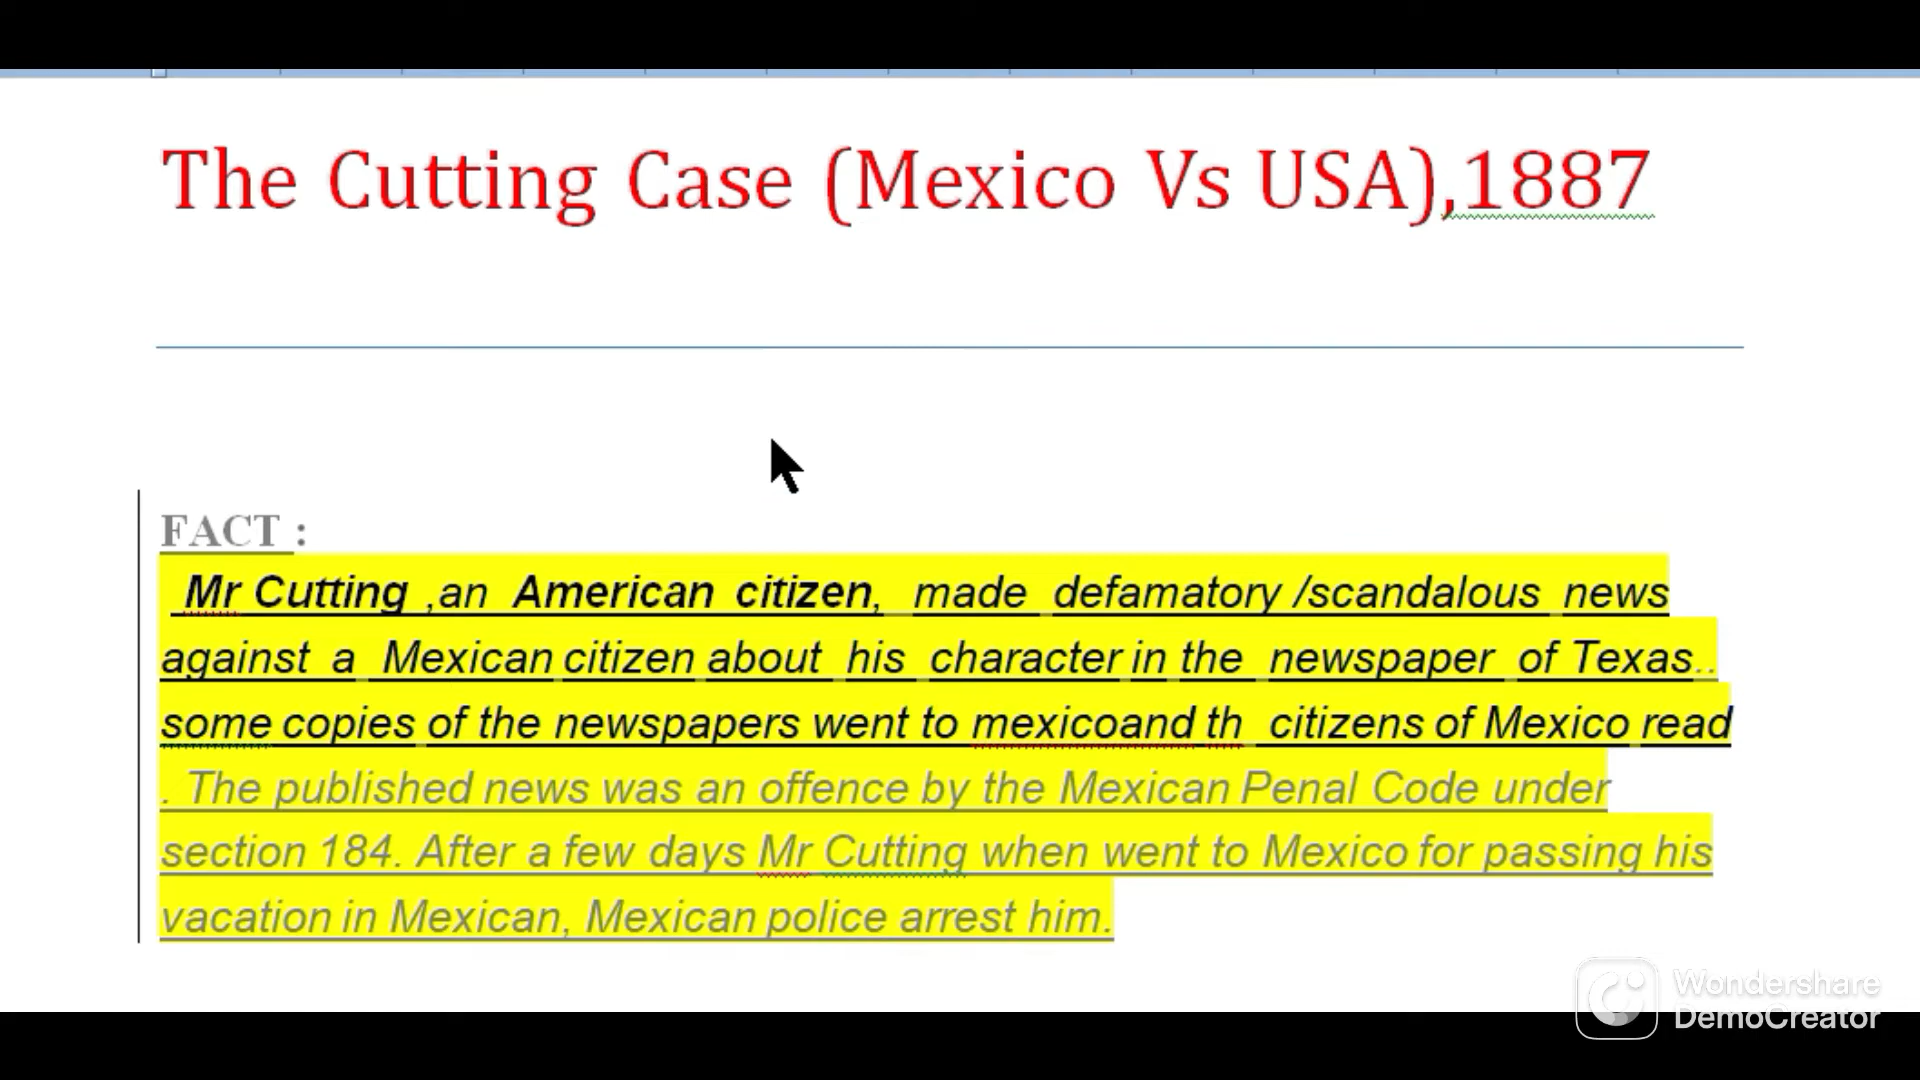 The Cutting Case (Mexico Vs USA),1887
FACT :
Mr Cutting ,an American citizen, made defamatory /scandalous news
against a Mexican citizen about his character in the newspaper of Texas..
some copies of the newspapers went to mexicoand th citizens of Mexico read
. The published news was an offence by the Mexican Penal Code under
section 184. After a few days Mr Cutting when went to Mexico for passing his
vacation in Mexican, Mexican police arrest him.
Wondershare
DemoCreator